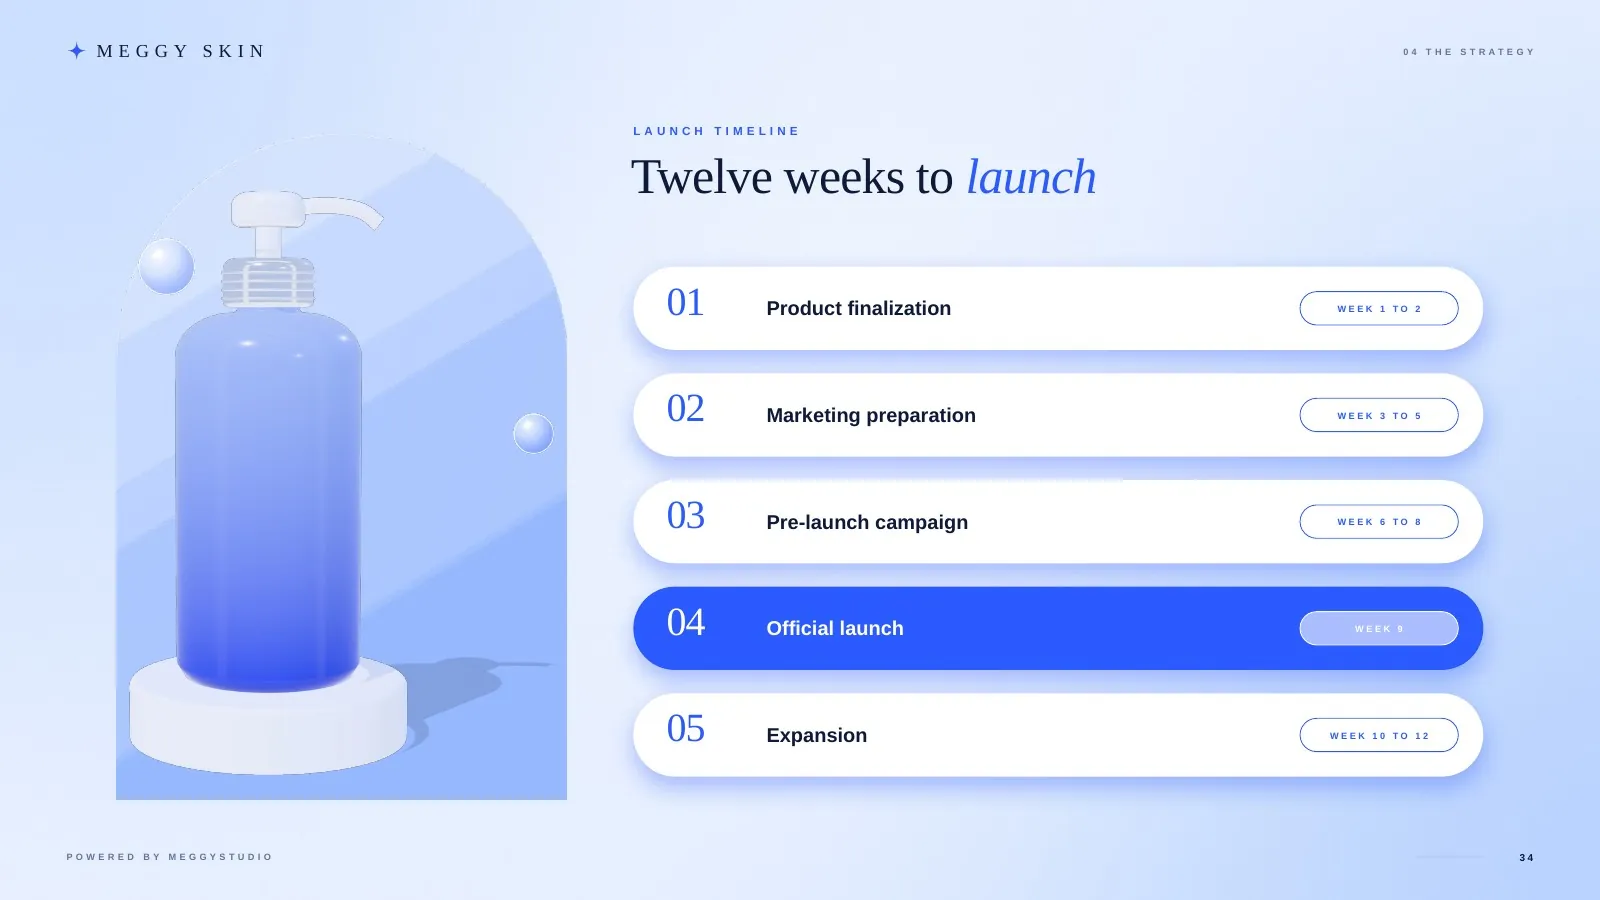 MEGGY SKIN
04 THE STRATEGY
LAUNCH TIMELINE
Twelve weeks to launch
01 Product finalization WEEK 1 TO 2
02 Marketing preparation WEEK 3 TO 5
03 Pre-launch campaign WEEK 6 TO 8
04 Official launch WEEK 9
05 Expansion WEEK 10 TO 12
POWERED BY MEGGYSTUDIO
34